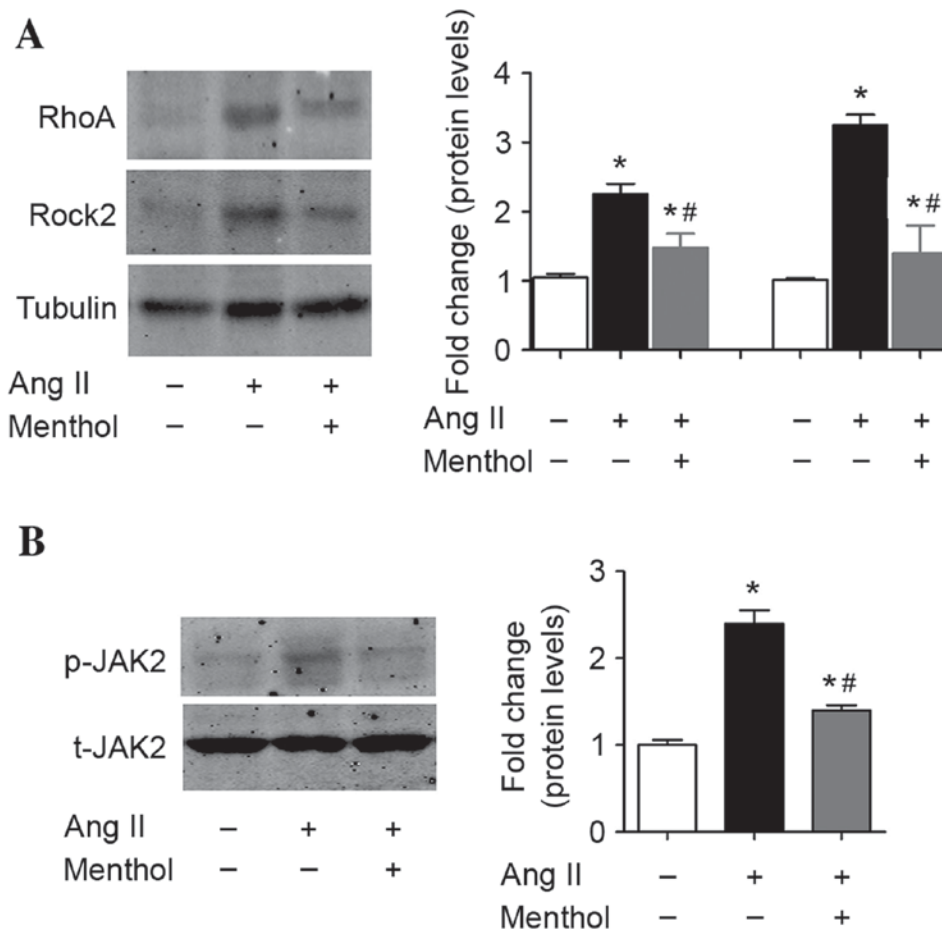 A
RhoA
Rock2
Tubulin
Ang II – + +
Menthol – – +
Fold change (protein levels)
4
3
2
1
0
* *# * *#
Ang II – + + – + +
Menthol – – + – – +
B
p-JAK2
t-JAK2
Ang II – + +
Menthol – – +
Fold change
(protein levels)
3
2
1
0
* *#
Ang II – + +
Menthol – – +